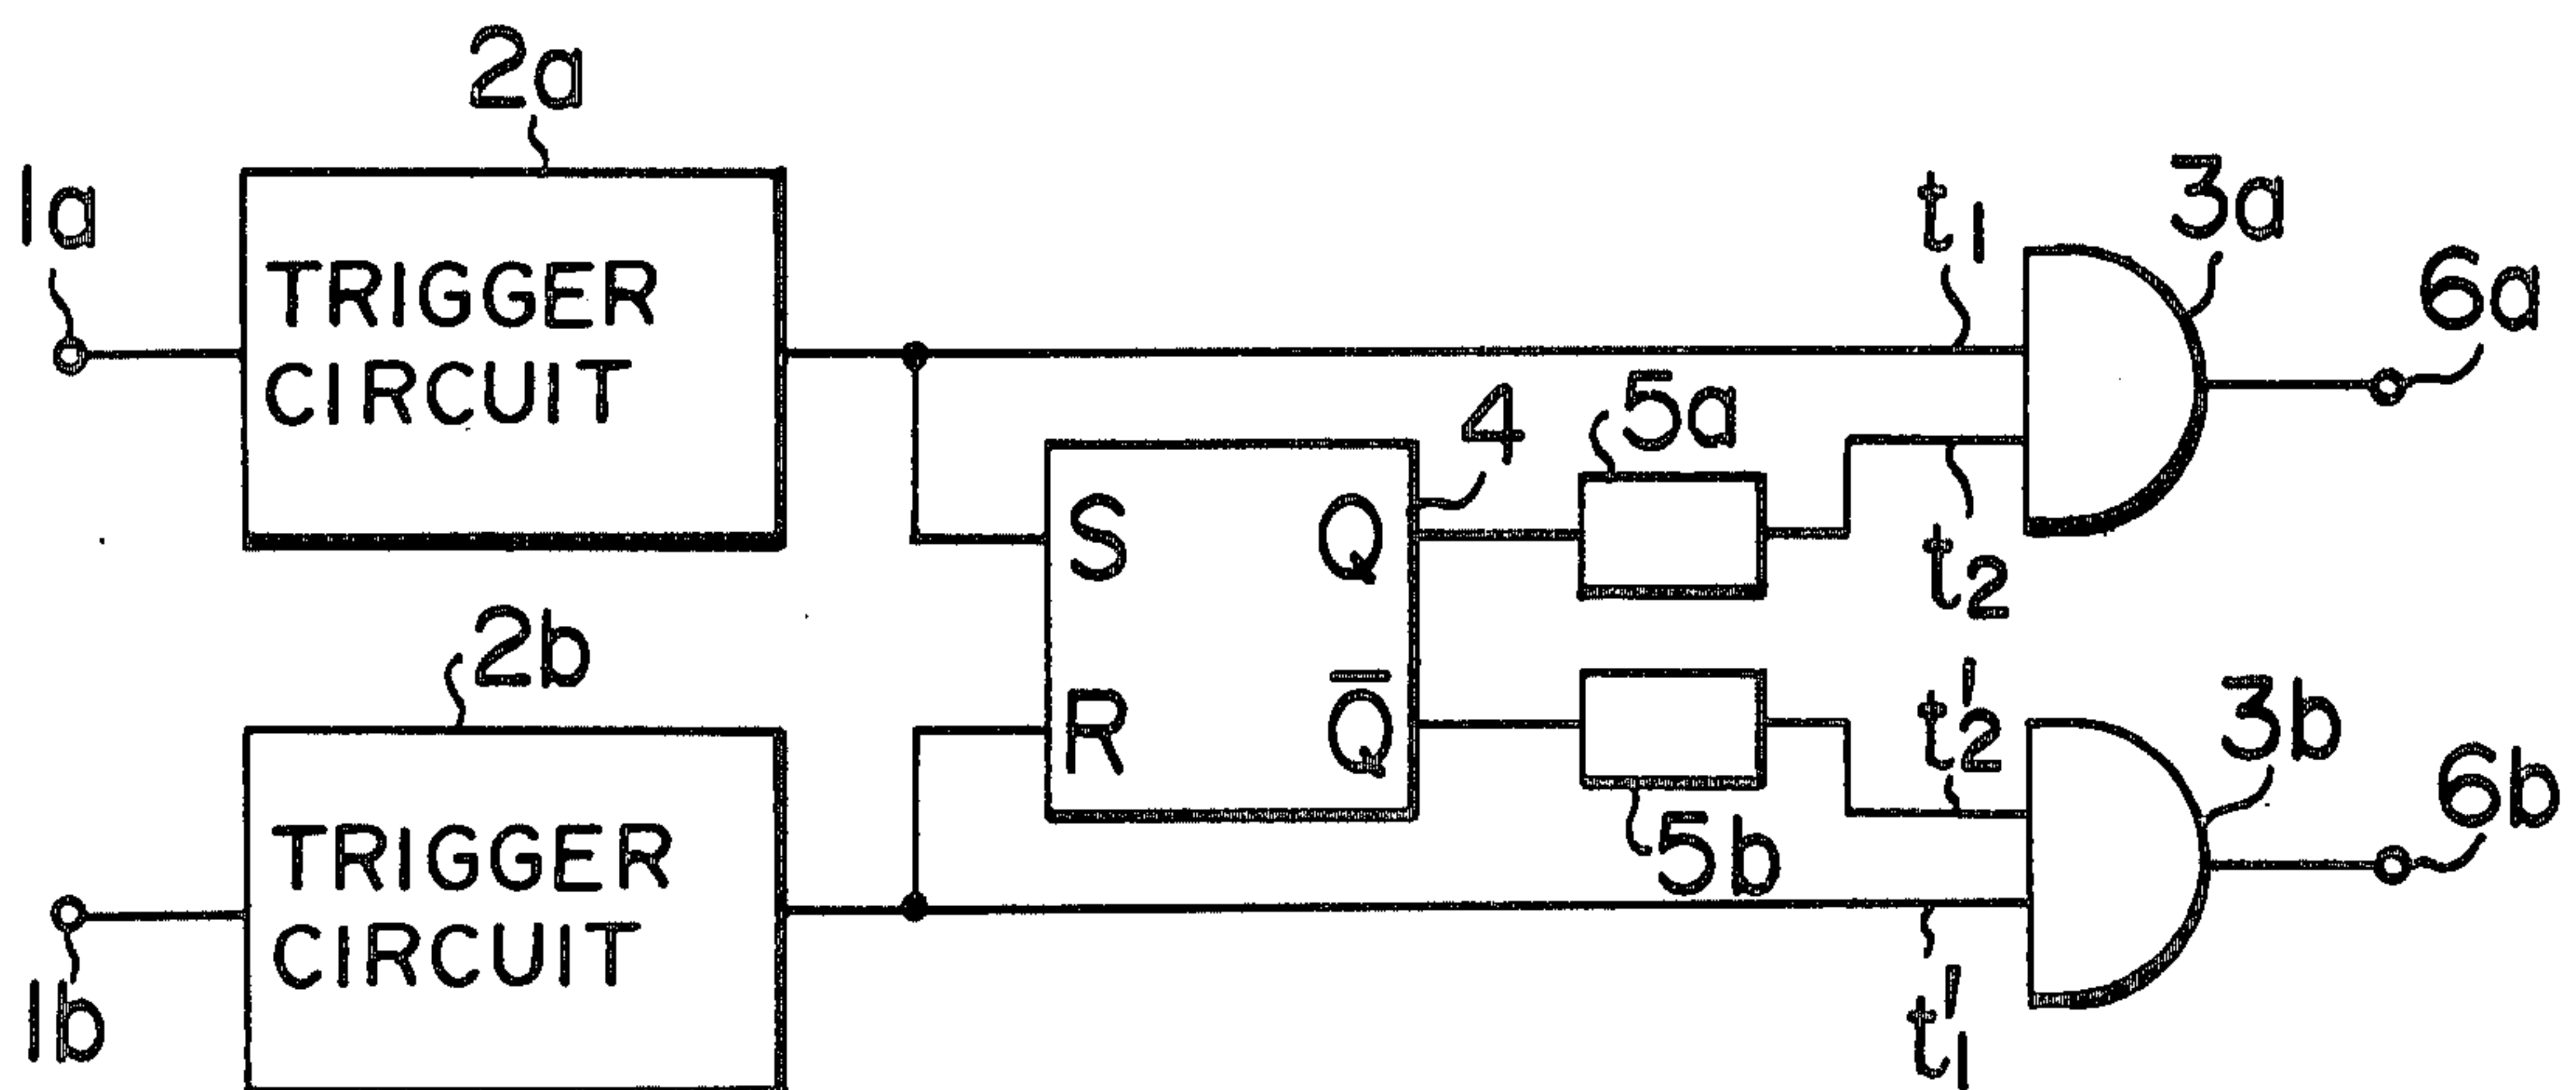 2a
1a
TRIGGER
CIRCUIT
t1
3a
6a
4
5a
S
Q
t2
2b
R
Q̅
t'2
3b
6b
TRIGGER
CIRCUIT
5b
1b
t'1